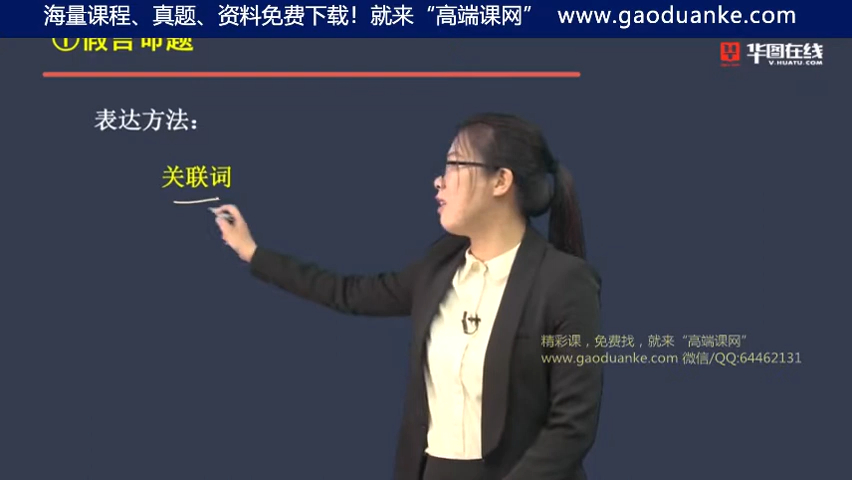 海量课程、真题、资料免费下载！就来“高端课网” www.gaoduanke.com
①假言命题
华图在线
V.HUATU.COM
表达方法：
关联词
精彩课，免费找，就来“高端课网”
www.gaoduanke.com 微信/QQ:64462131